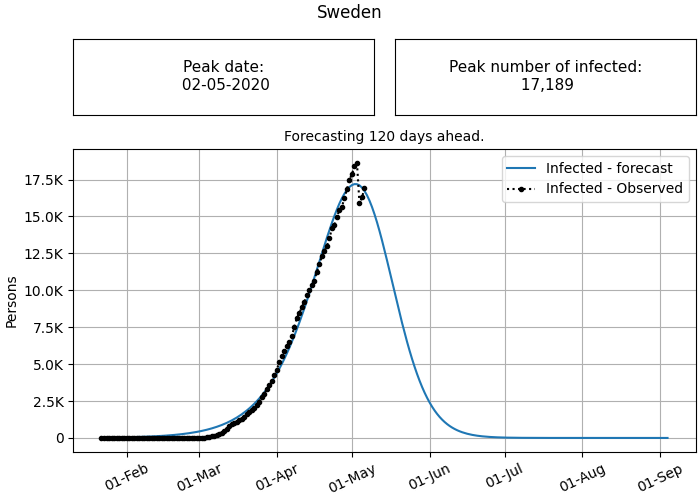 Sweden
Peak date:
02-05-2020
Peak number of infected:
17,189
Forecasting 120 days ahead.
Infected - forecast
Infected - Observed
Persons
17.5K
15.0K
12.5K
10.0K
7.5K
5.0K
2.5K
0
01-Feb
01-Mar
01-Apr
01-May
01-Jun
01-Jul
01-Aug
01-Sep